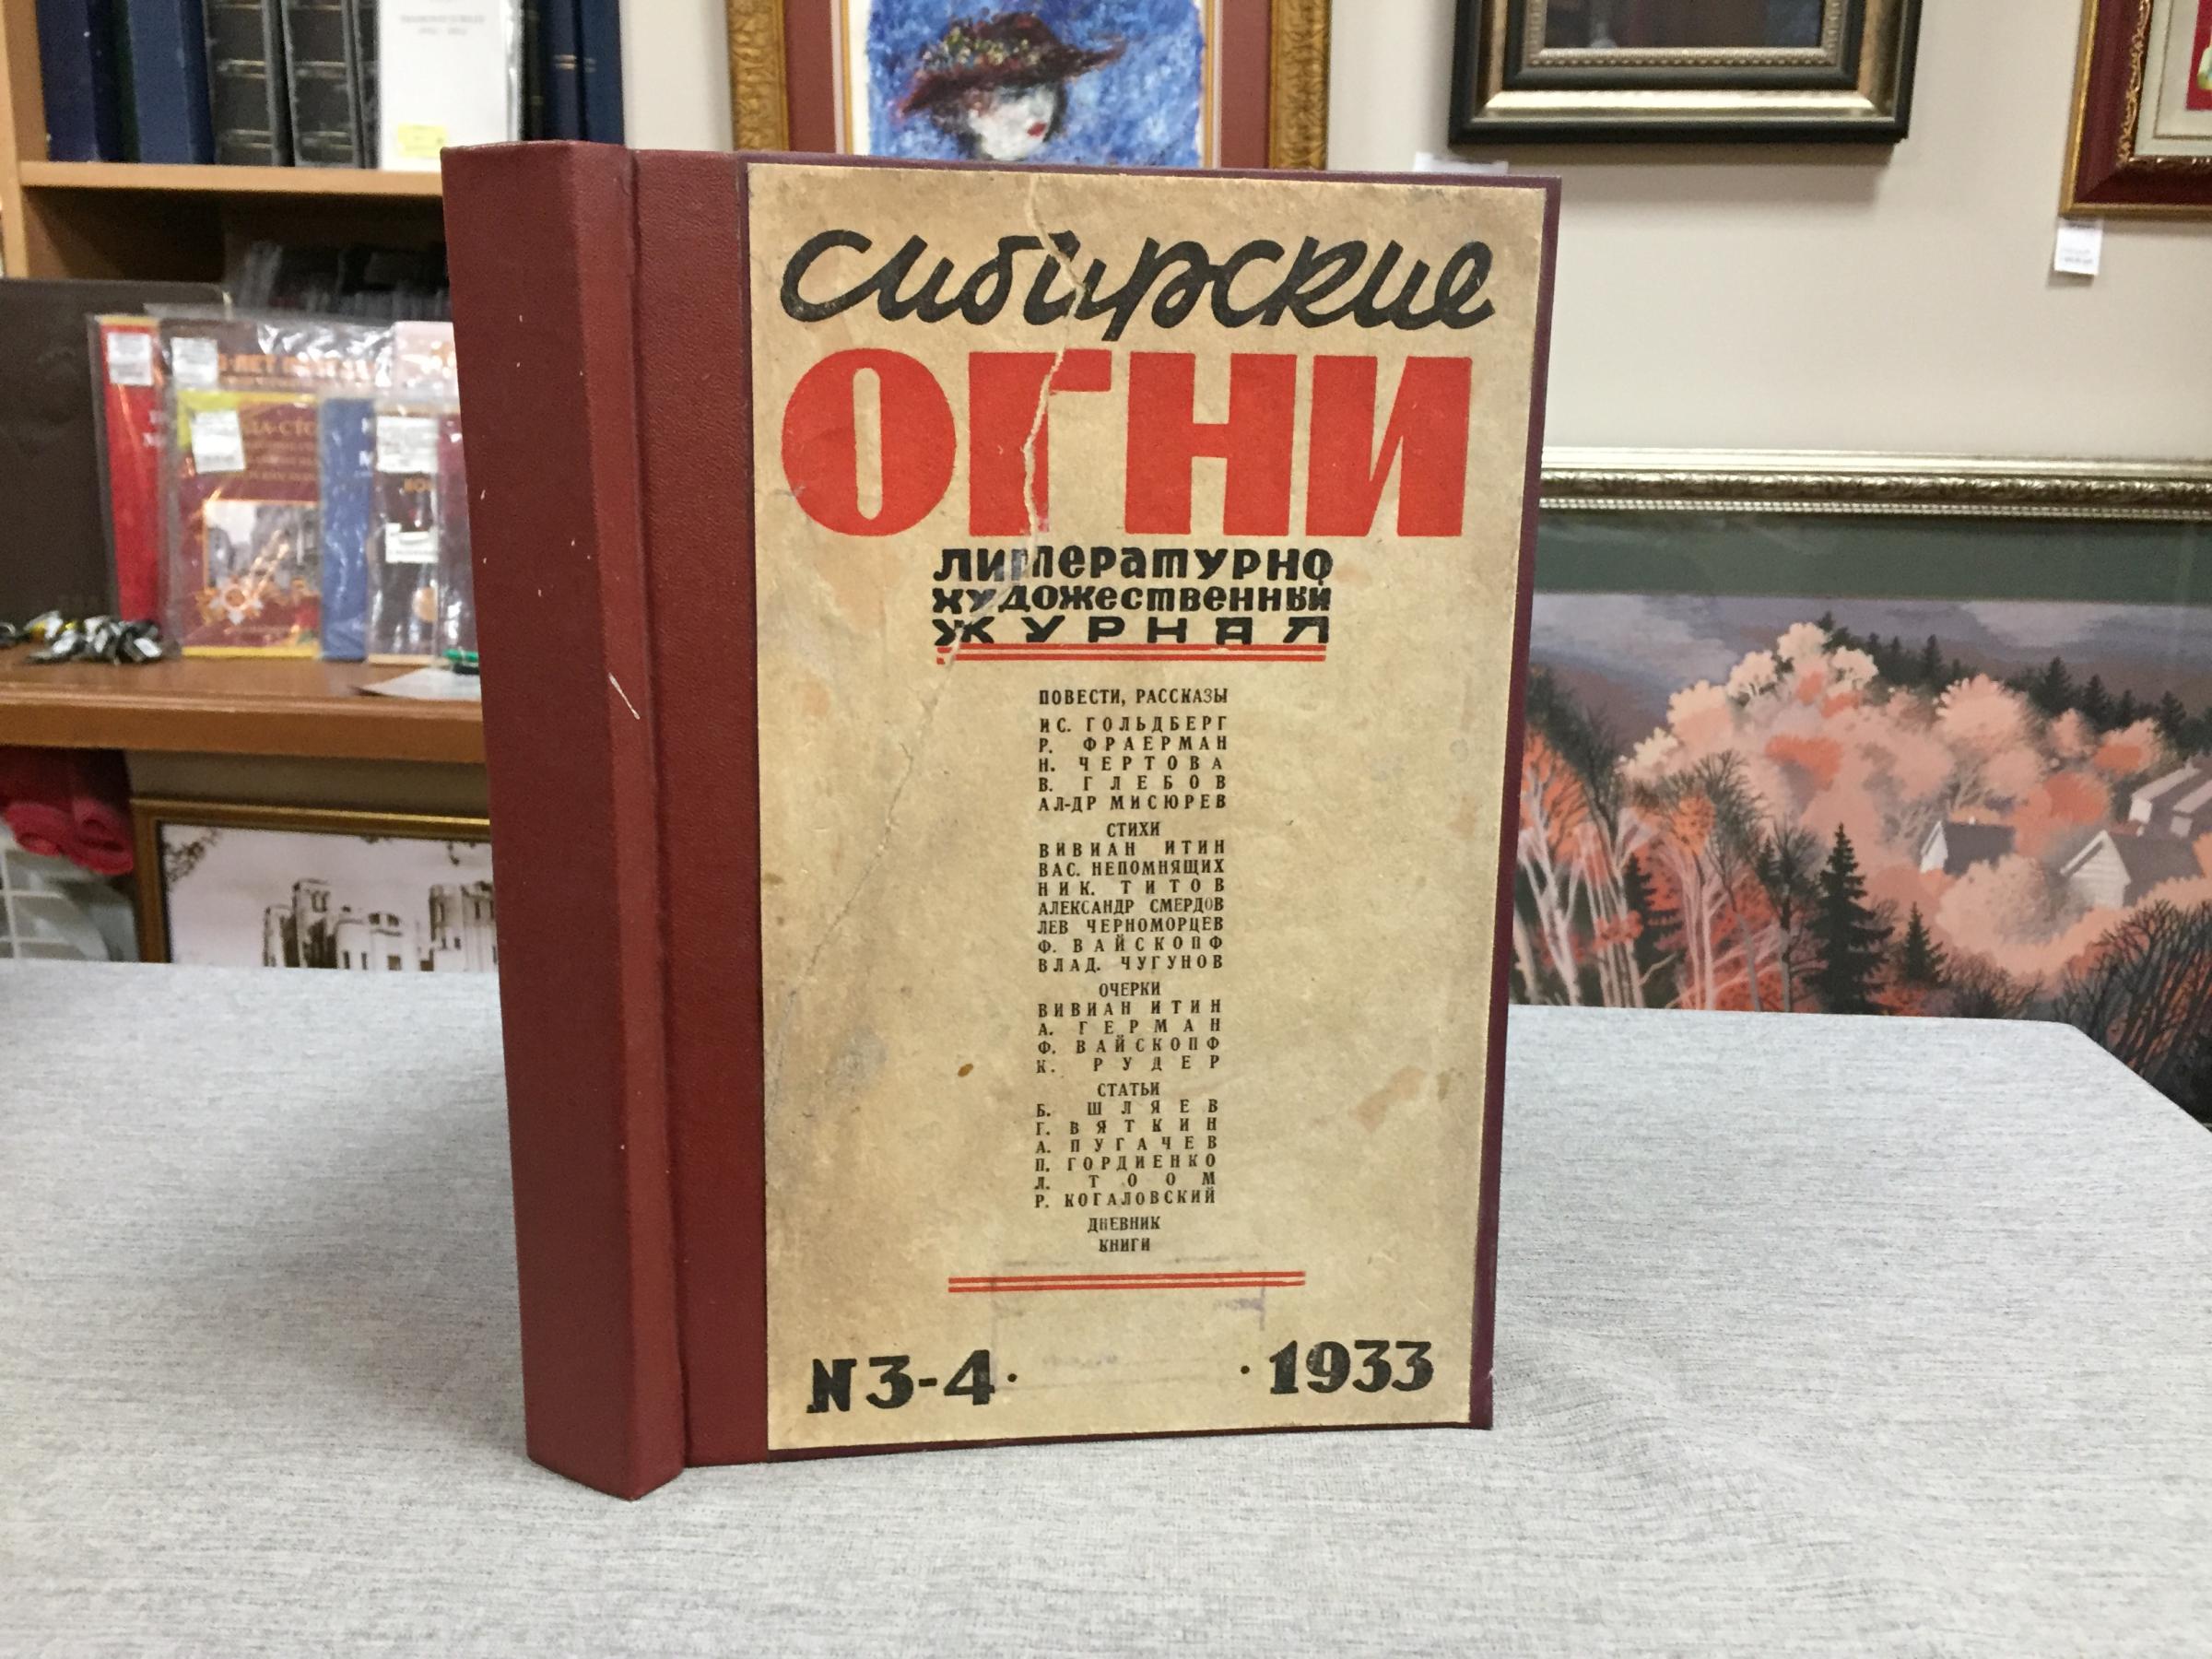 сибирские
ОГНИ
литературно
художественный
ЖУРНАЛ
ПОВЕСТИ, РАССКАЗЫ
ИС. ГОЛЬДБЕРГ
Р. ФРАЕРМАН
Н. ЧЕРТОВА
В. ГЛЕБОВ
АЛ-ДР МИСЮРЕВ
СТИХИ
ВИВИАН ИТИН
ВАС. НЕПОМНЯЩИХ
НИК. ТИТОВ
АЛЕКСАНДР СМЕРДОВ
ЛЕВ ЧЕРНОМОРЦЕВ
Ф. ВАЙСКОПФ
ВЛАД. ЧУГУНОВ
ОЧЕРКИ
ВИВИАН ИТИН
А. ГЕРМАН
Ф. ВАЙСКОПФ
К. РУДЕР
СТАТЬИ
Б. ШЛЯЕВ
Г. ВЯТКИН
А. ПУГАЧЕВ
П. ГОРДИЕНКО
Л. ТООМ
Р. КОГАЛОВСКИЙ
ДНЕВНИК
КНИГИ
N 3-4 · · 1933